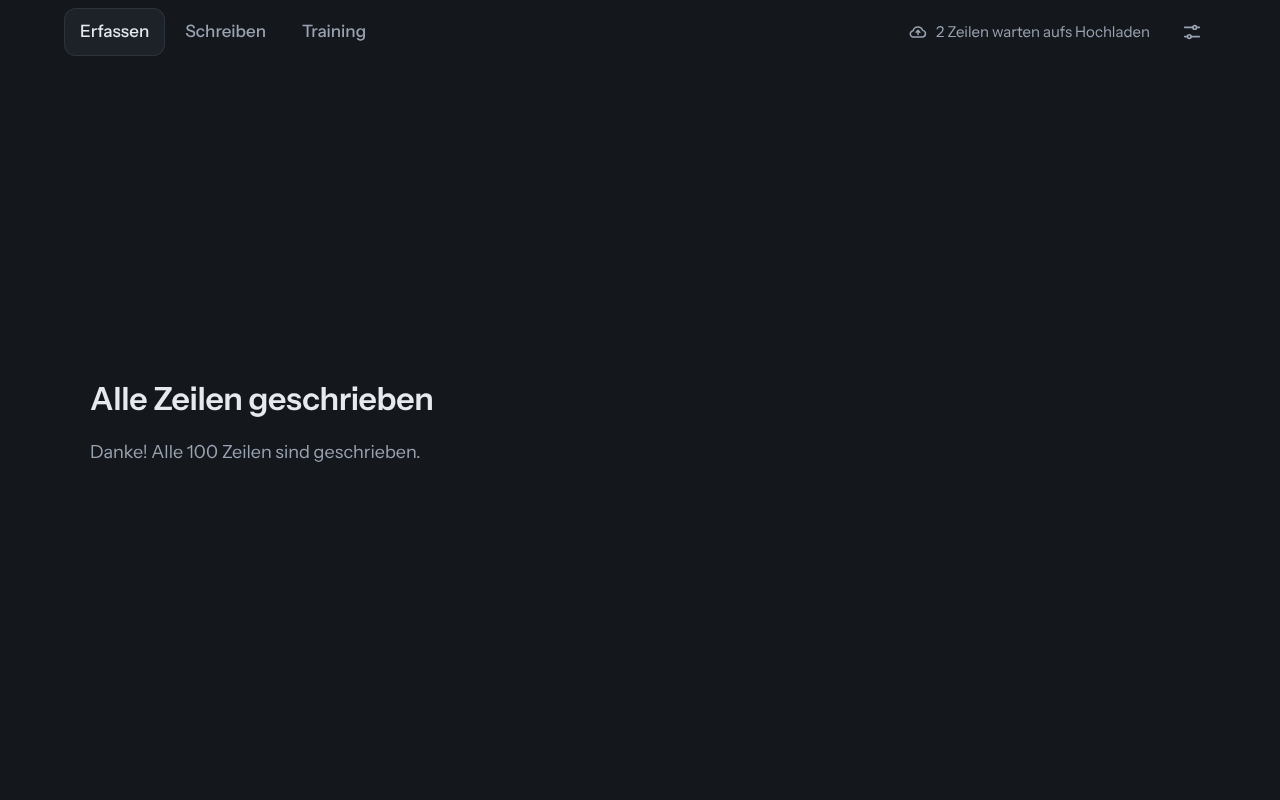 Erfassen Schreiben Training 2 Zeilen warten aufs Hochladen
Alle Zeilen geschrieben
Danke! Alle 100 Zeilen sind geschrieben.